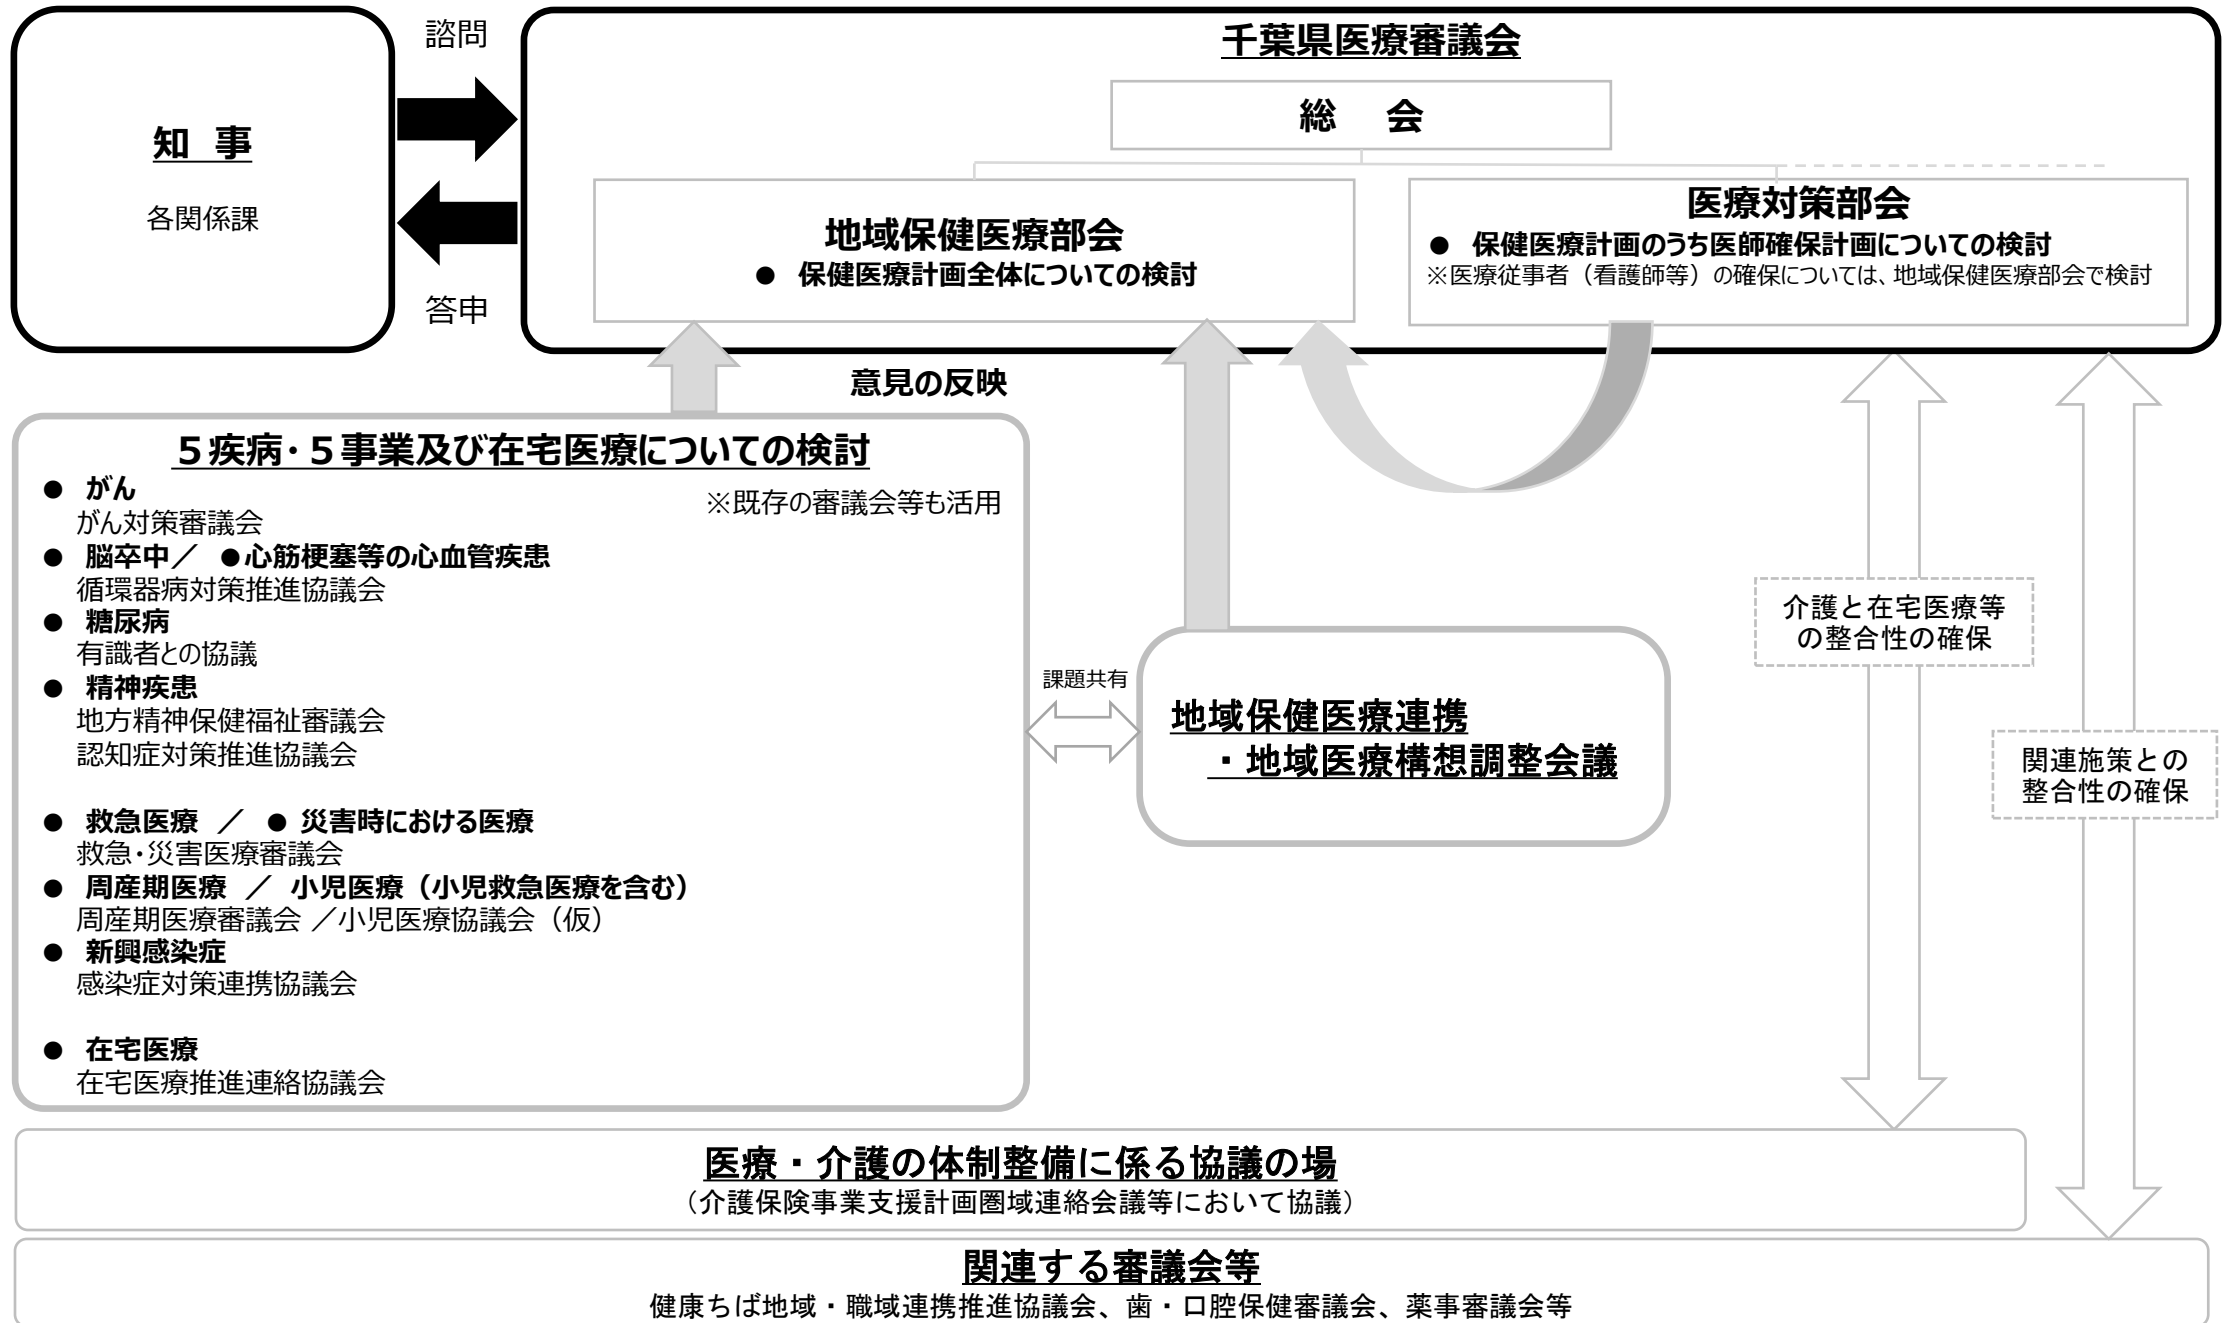 諮問
千葉県医療審議会
総 会
知 事
各関係課
答申
地域保健医療部会
● 保健医療計画全体についての検討
医療対策部会
● 保健医療計画のうち医師確保計画についての検討
※医療従事者（看護師等）の確保については、地域保健医療部会で検討
意見の反映
５疾病・５事業及び在宅医療についての検討
※既存の審議会等も活用
● がん
がん対策審議会
● 脳卒中／ ●心筋梗塞等の心血管疾患
循環器病対策推進協議会
● 糖尿病
有識者との協議
● 精神疾患
地方精神保健福祉審議会
認知症対策推進協議会
● 救急医療 ／ ● 災害時における医療
救急・災害医療審議会
● 周産期医療 ／ 小児医療（小児救急医療を含む）
周産期医療審議会 ／小児医療協議会（仮）
● 新興感染症
感染症対策連携協議会
● 在宅医療
在宅医療推進連絡協議会
課題共有
地域保健医療連携
・地域医療構想調整会議
介護と在宅医療等
の整合性の確保
関連施策との
整合性の確保
医療・介護の体制整備に係る協議の場
（介護保険事業支援計画圏域連絡会議等において協議）
関連する審議会等
健康ちば地域・職域連携推進協議会、歯・口腔保健審議会、薬事審議会等